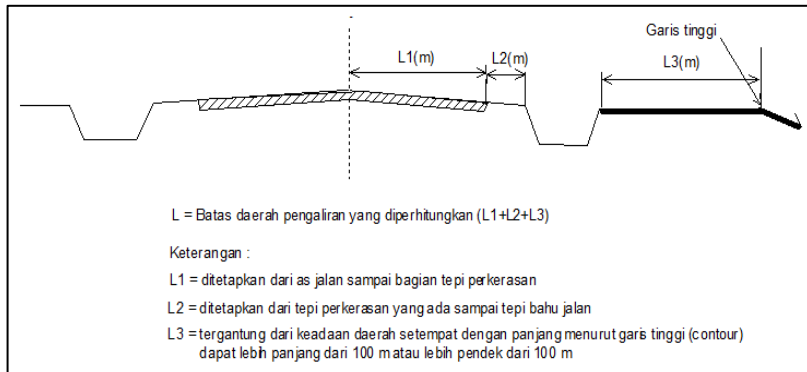 Garis tinggi
L1(m)
L2(m)
L3(m)
L = Batas daerah pengaliran yang diperhitungkan (L1+L2+L3)
Keterangan :
L1 = ditetapkan dari as jalan sampai bagian tepi perkerasan
L2 = ditetapkan dari tepi perkerasan yang ada sampai tepi bahu jalan
L3 = tergantung dari keadaan daerah setempat dengan panjang menurut garis tinggi (contour)
dapat lebih panjang dari 100 m atau lebih pendek dari 100 m